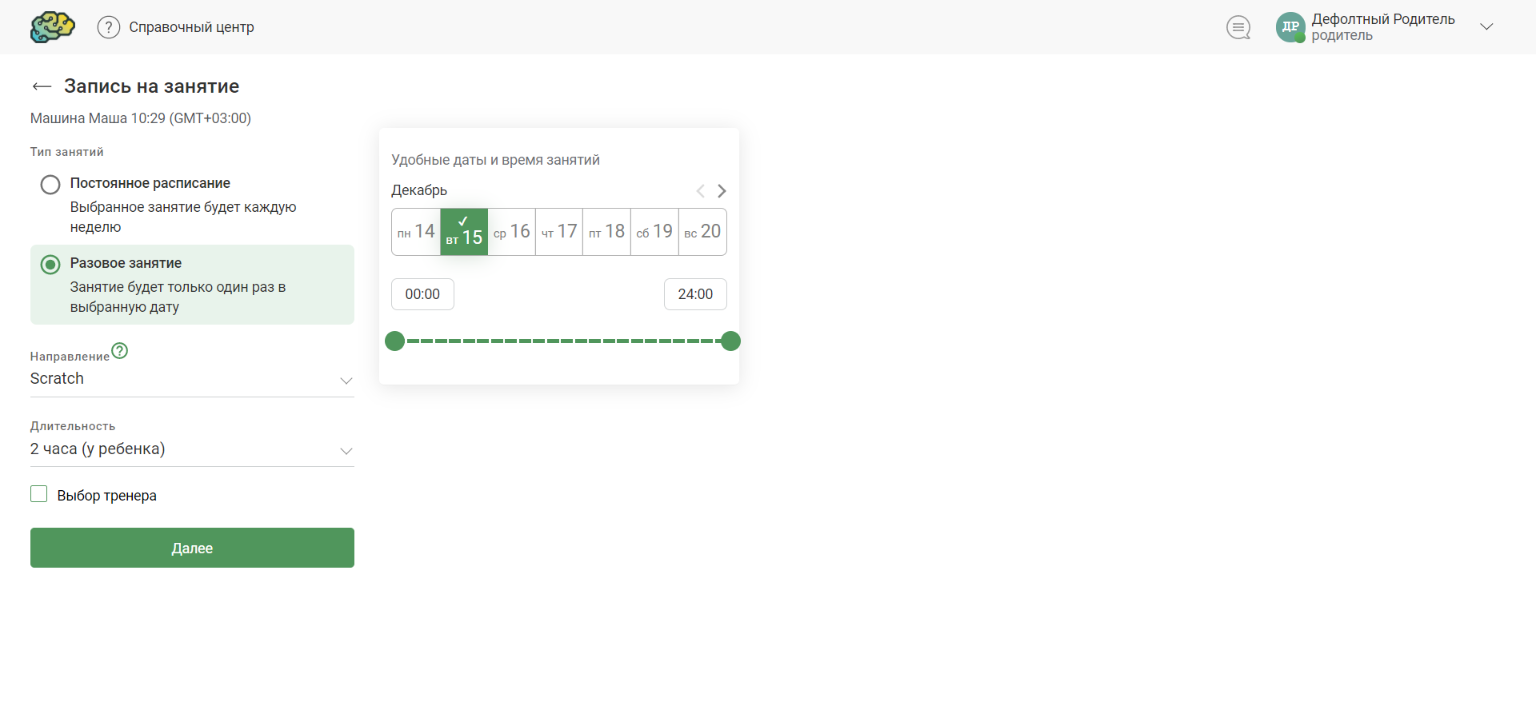 ? Справочный центр
ДР Дефолтный Родитель
родитель
Запись на занятие
Машина Маша 10:29 (GMT+03:00)
Тип занятий
Постоянное расписание
Выбранное занятие будет каждую
неделю
Разовое занятие
Занятие будет только один раз в
выбранную дату
Направление ?
Scratch
Длительность
2 часа (у ребенка)
Выбор тренера
Далее
Удобные даты и время занятий
Декабрь
пн 14 вт 15 ср 16 чт 17 пт 18 сб 19 вс 20
00:00 24:00